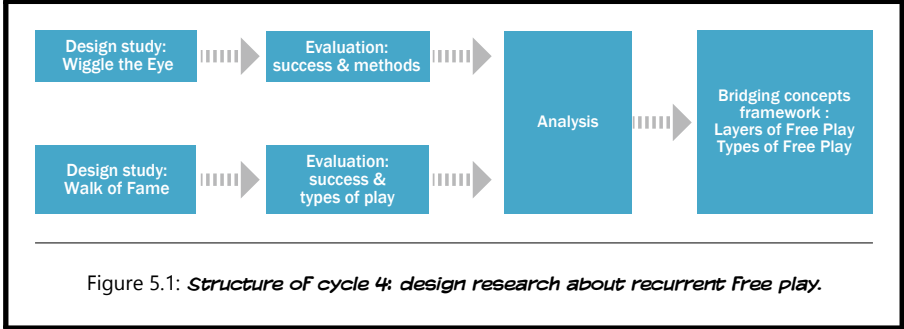 Design study:
Wiggle the Eye
Evaluation:
success & methods
Design study:
Walk of Fame
Evaluation:
success &
types of play
Analysis
Bridging concepts
framework :
Layers of Free Play
Types of Free Play
Figure 5.1: Structure of cycle 4: design research about recurrent Free play.